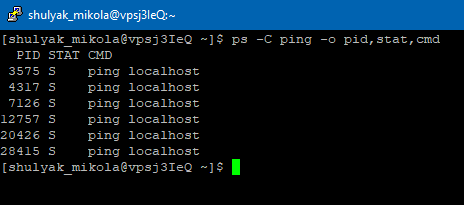 shulyak_mikola@vpsj3IeQ:~
[shulyak_mikola@vpsj3IeQ ~]$ ps -C ping -o pid,stat,cmd
  PID STAT CMD
 3575 S    ping localhost
 4317 S    ping localhost
 7126 S    ping localhost
12757 S    ping localhost
20426 S    ping localhost
28415 S    ping localhost
[shulyak_mikola@vpsj3IeQ ~]$